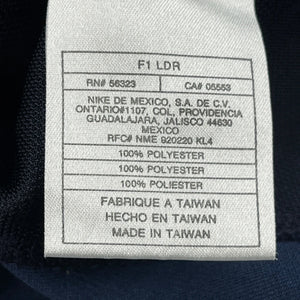 F1 LDR
RN# 56323 CA# 05553
NIKE DE MEXICO, S.A. DE C.V.
ONTARIO#1107, COL, PROVIDENCIA
GUADALAJARA, JALISCO 44630
MEXICO
RFC# NME 920220 KL4
100% POLYESTER
100% POLYESTER
100% POLIESTER
FABRIQUE A TAIWAN
HECHO EN TAIWAN
MADE IN TAIWAN